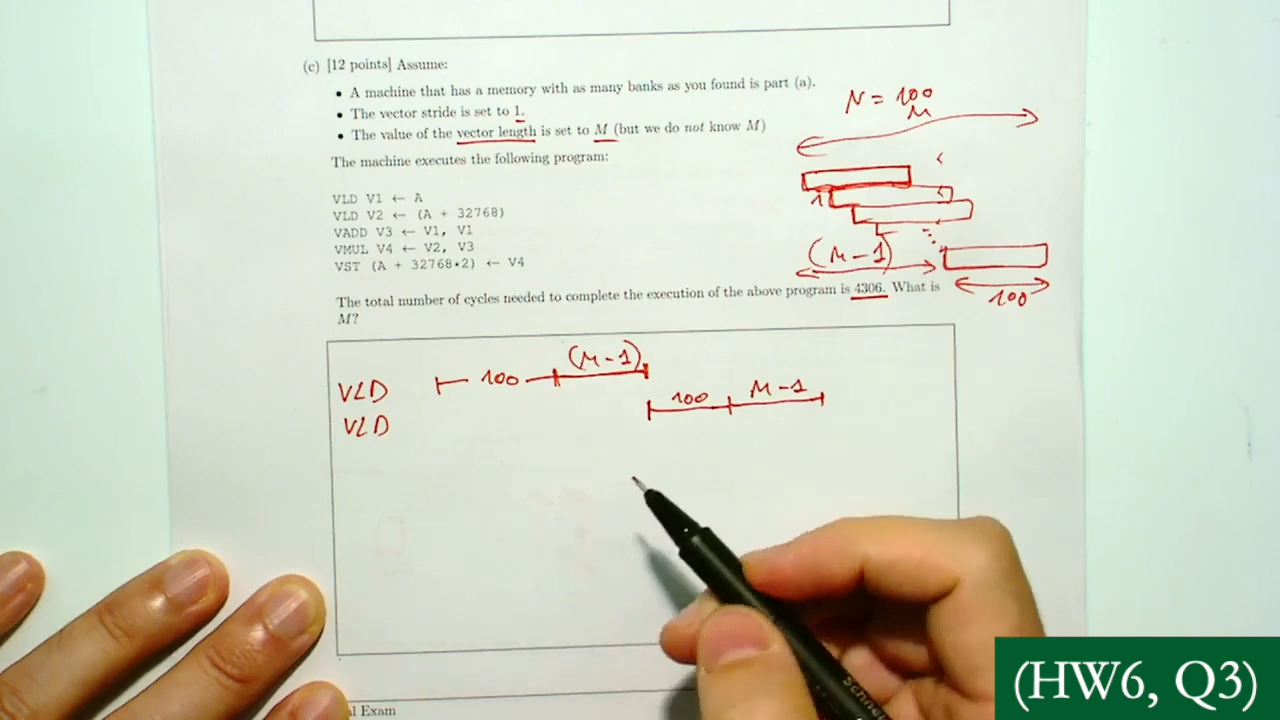 (c) [12 points] Assume:
• A machine that has a memory with as many banks as you found is part (a).
• The vector stride is set to 1.
• The value of the vector length is set to M (but we do not know M)
The machine executes the following program:
VLD V1 ← A
VLD V2 ← (A + 32768)
VADD V3 ← V1, V1
VMUL V4 ← V2, V3
VST (A + 32768*2) ← V4
The total number of cycles needed to complete the execution of the above program is 4306. What is
M?
N = 100
M
1
(M-1)
100
VLD 100 (M-1)
VLD 100 M-1
l Exam
Schne
(HW6, Q3)